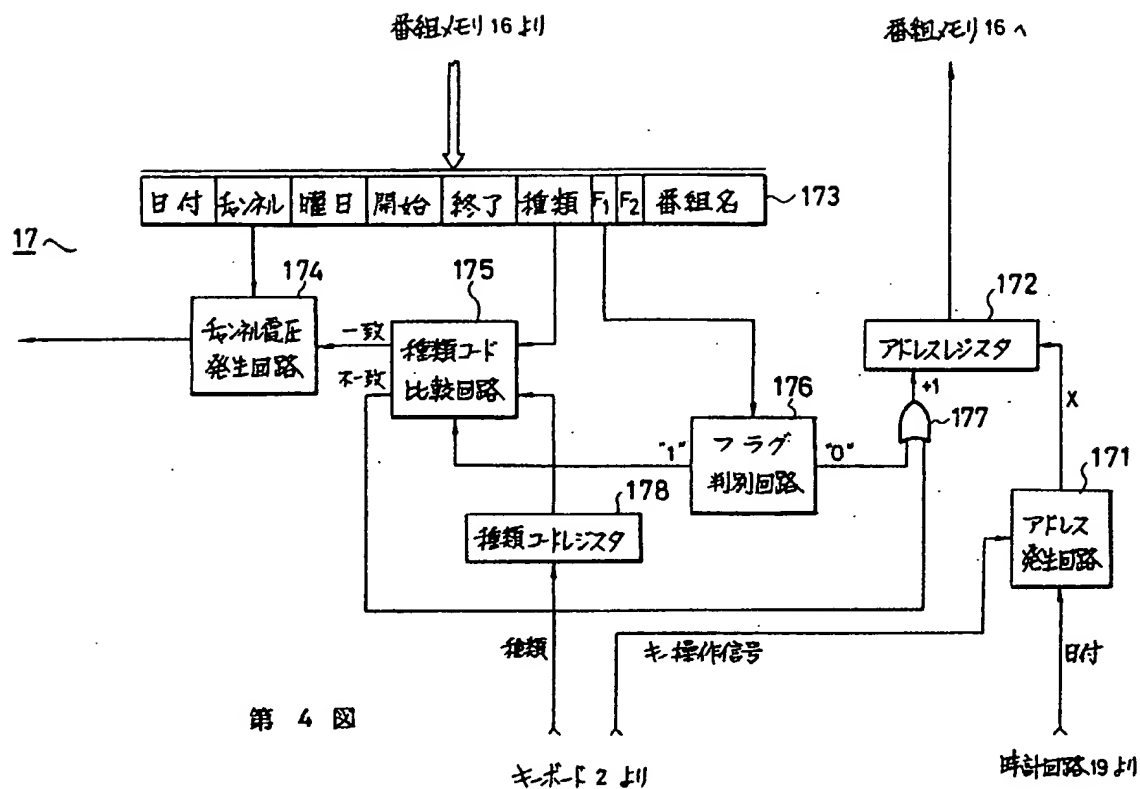 番組メモリ16より
番組メモリ16へ
日付 チャンネル 曜日 開始 終了 種類 F1 F2 番組名
173
17
174
175
172
チャンネル電圧
発生回路
一致
不一致
種類コード
比較回路
アドレスレジスタ
+1
177
X
176
"1"
フラグ
判別回路
"0"
171
アドレス
発生回路
178
種類コードレジスタ
種類
キー操作信号
日付
第 4 図
キーボード2より
時計回路19より